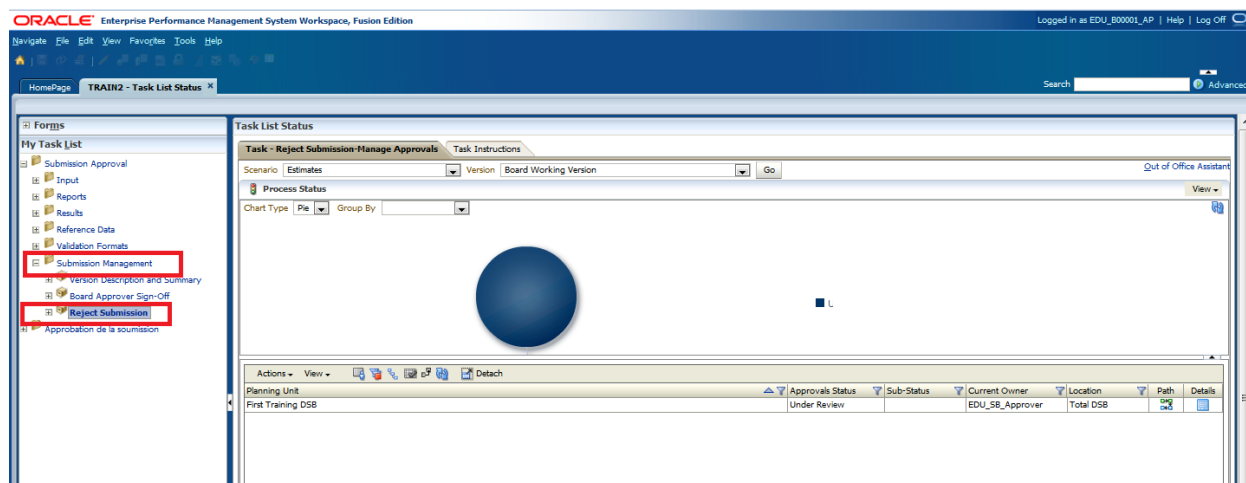 ORACLE Enterprise Performance Management System Workspace, Fusion Edition
Logged in as EDU_B00001_AP | Help | Log Off
Navigate File Edit View Favorites Tools Help
HomePage TRAIN2 - Task List Status ×
Search Advanced
Forms
My Task List
Submission Approval
Input
Reports
Results
Reference Data
Validation Formats
Submission Management
Version Description and Summary
Board Approver Sign-Off
Reject Submission
Approbation de la soumission
Task List Status
Task - Reject Submission-Manage Approvals Task Instructions
Scenario Estimates Version Board Working Version Go
Out of Office Assistant
Process Status View
Chart Type Pie Group By
L
Actions View Detach
Planning Unit Approvals Status Sub-Status Current Owner Location Path Details
First Training DSB Under Review EDU_SB_Approver Total DSB